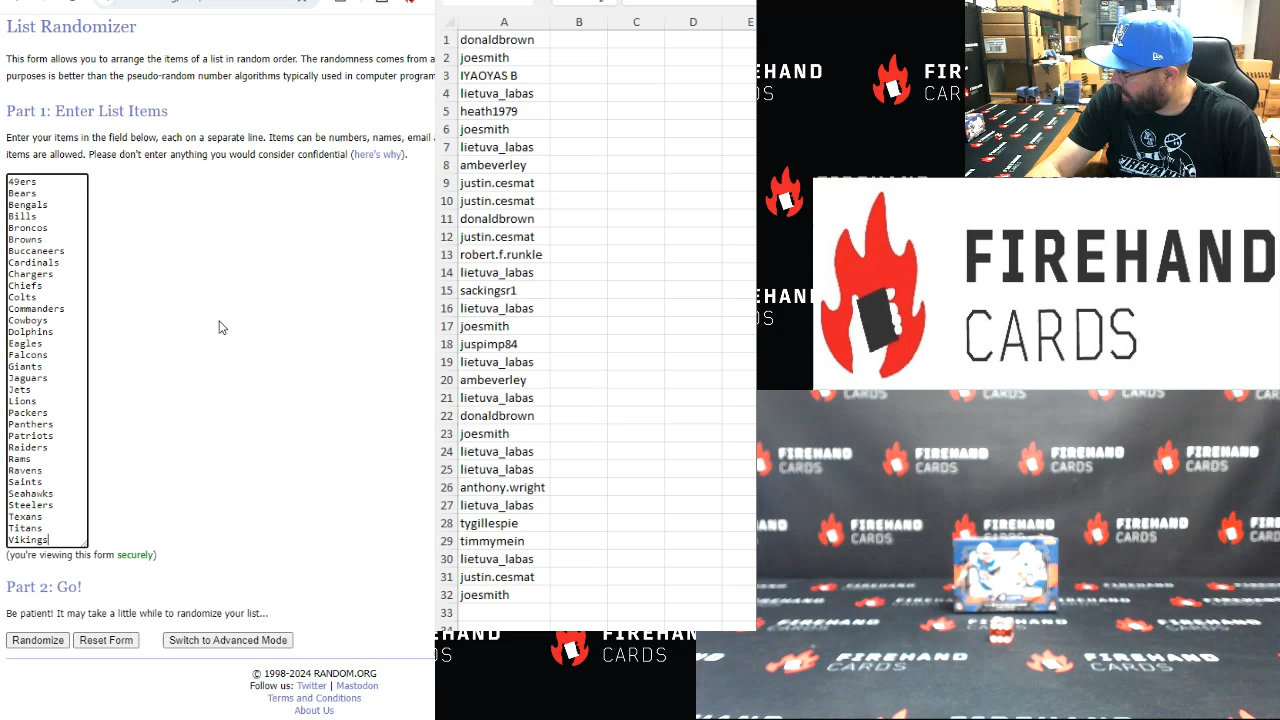 List Randomizer
This form allows you to arrange the items of a list in random order. The randomness comes from a
purposes is better than the pseudo-random number algorithms typically used in computer program
Part 1: Enter List Items
Enter your items in the field below, each on a separate line. Items can be numbers, names, email
items are allowed. Please don't enter anything you would consider confidential (here's why).
49ers
Bears
Bengals
Bills
Broncos
Browns
Buccaneers
Cardinals
Chargers
Chiefs
Colts
Commanders
Cowboys
Dolphins
Eagles
Falcons
Giants
Jaguars
Jets
Lions
Packers
Panthers
Patriots
Raiders
Rams
Ravens
Saints
Seahawks
Steelers
Texans
Titans
Vikings
(you're viewing this form securely)
Part 2: Go!
Be patient! It may take a little while to randomize your list...
Randomize Reset Form Switch to Advanced Mode
© 1998-2024 RANDOM.ORG
Follow us: Twitter | Mastodon
Terms and Conditions
About Us
A B C D E
1 donaldbrown
2 joesmith
3 IYAOYAS B
4 lietuva_labas
5 heath1979
6 joesmith
7 lietuva_labas
8 ambeverley
9 justin.cesmat
10 justin.cesmat
11 donaldbrown
12 justin.cesmat
13 robert.f.runkle
14 lietuva_labas
15 sackingsr1
16 lietuva_labas
17 joesmith
18 juspimp84
19 lietuva_labas
20 ambeverley
21 lietuva_labas
22 donaldbrown
23 joesmith
24 lietuva_labas
25 lietuva_labas
26 anthony.wright
27 lietuva_labas
28 tygillespie
29 timmymein
30 lietuva_labas
31 justin.cesmat
32 joesmith
33
FIREHAND
CARDS
FIREHAND
CARDS
FIREHAND
CARDS
FIREHAND
CARDS
FIREHAND
CARDS